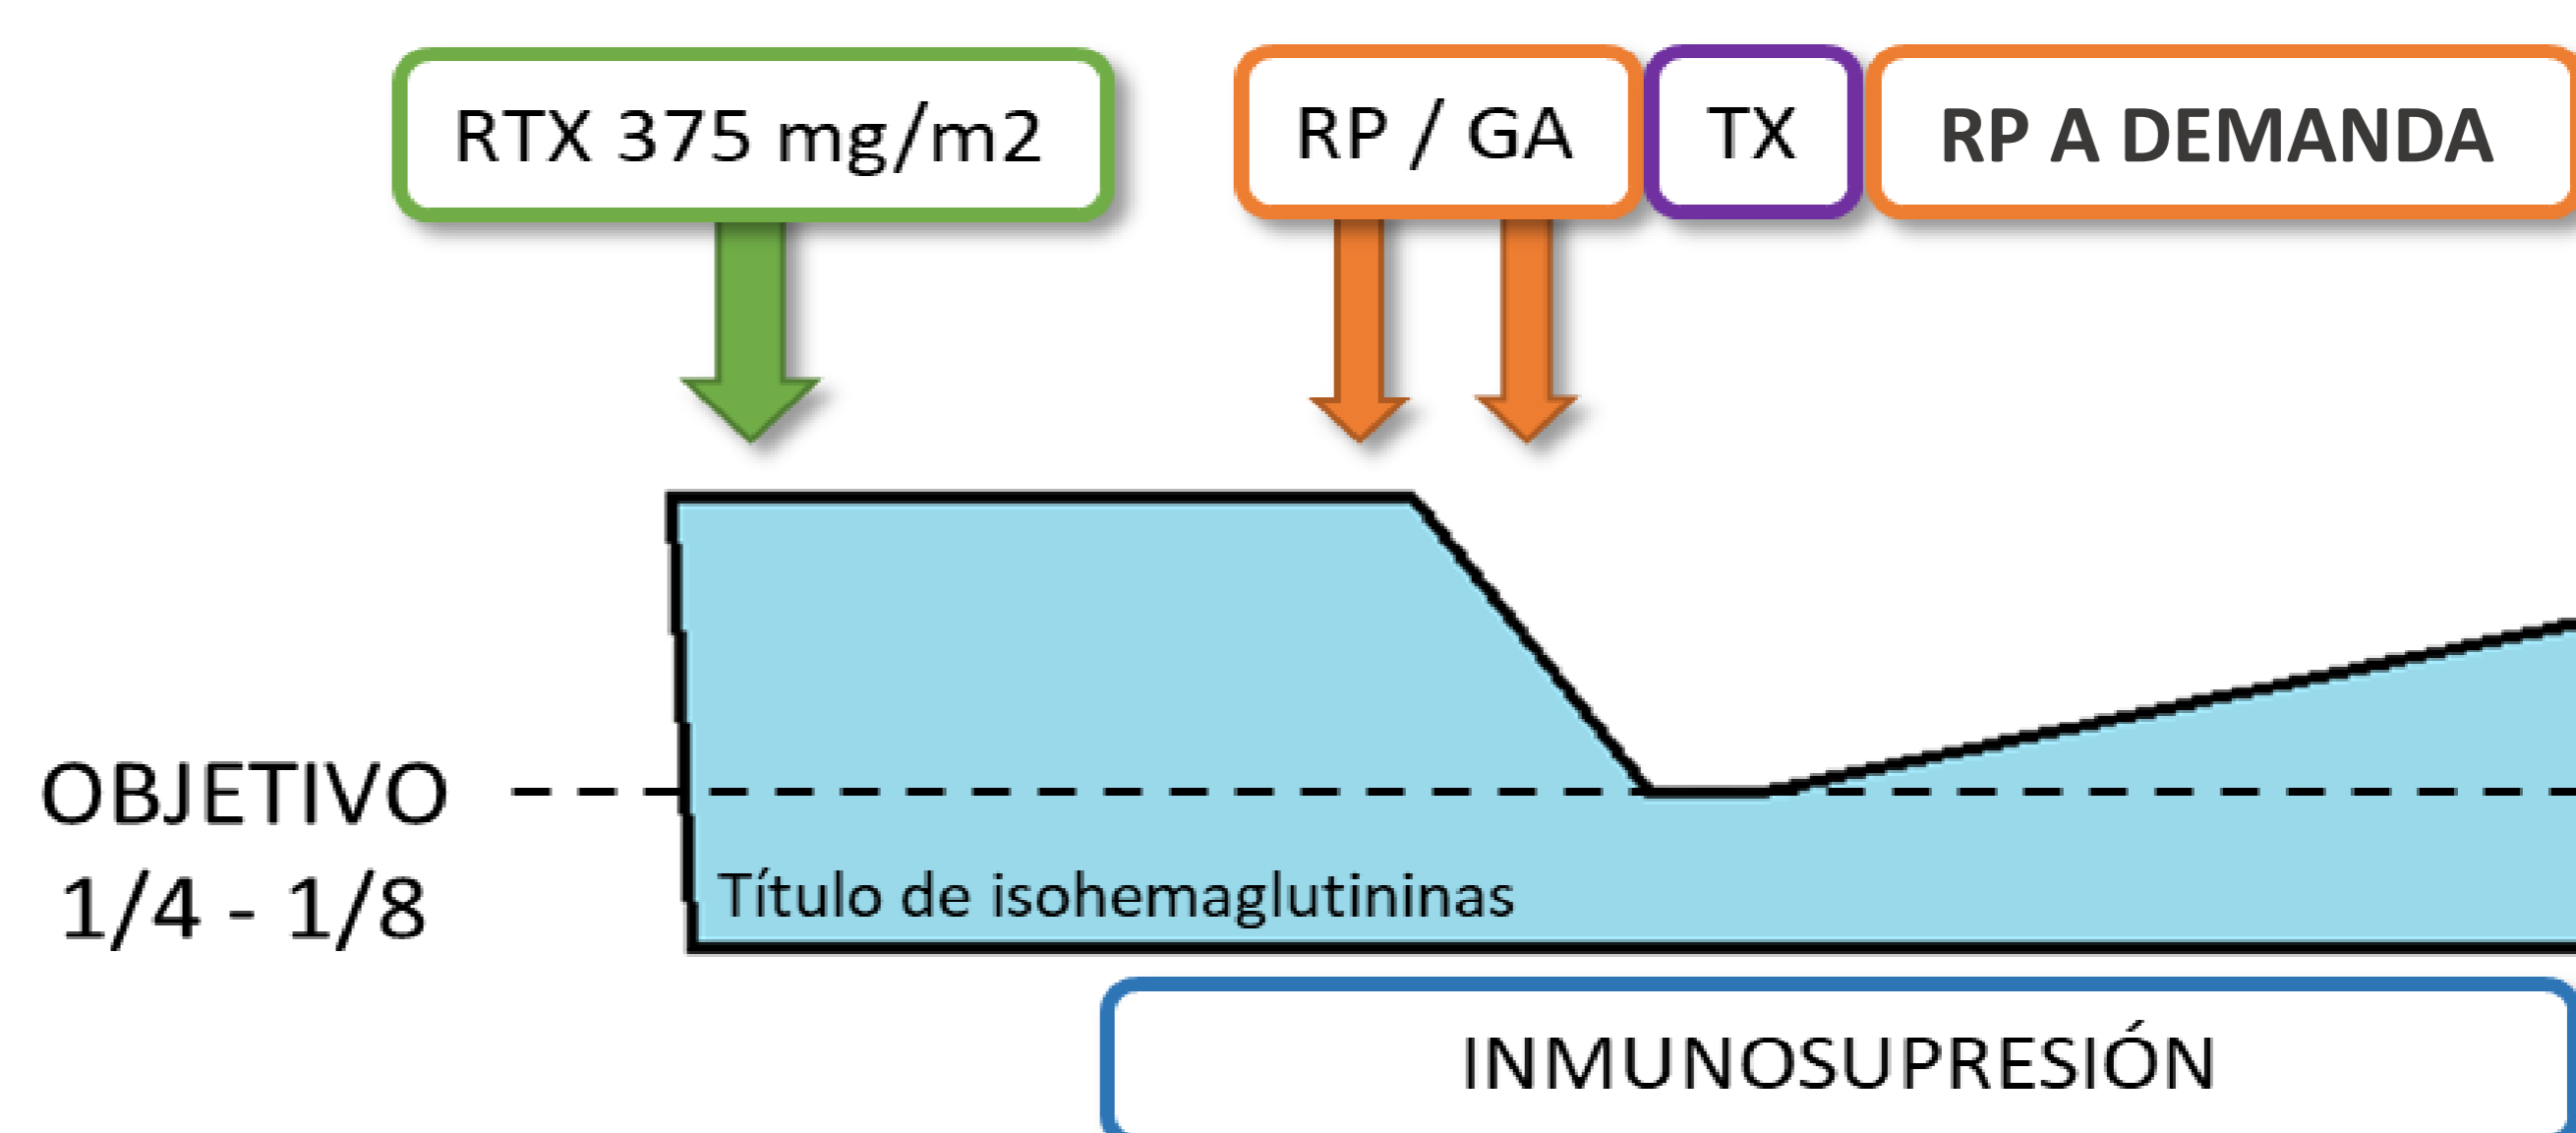 RTX 375 mg/m2
RP / GA
TX
RP A DEMANDA
OBJETIVO
1/4 - 1/8
Título de isohemaglutininas
INMUNOSUPRESIÓN